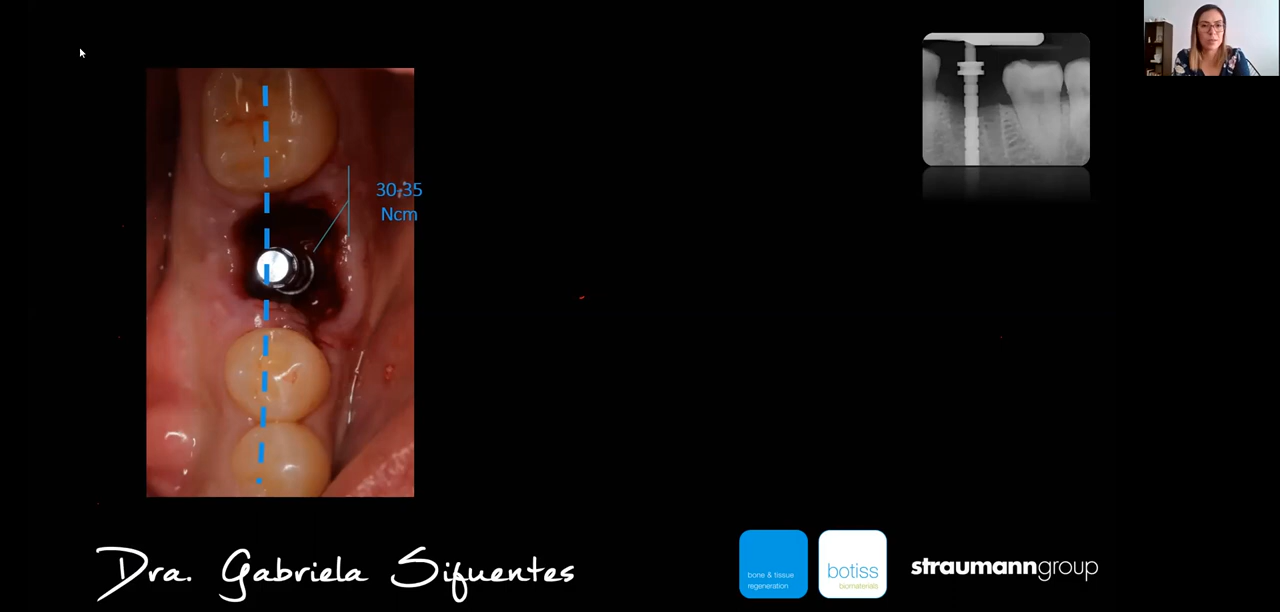 30-35
Ncm
Dra. Gabriela Sifuentes
bone & tissue
regeneration
botiss
biomaterials
straumanngroup